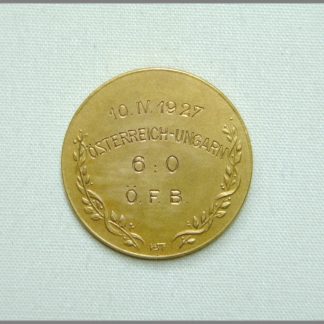 10. IV. 1927
ÖSTERREICH-UNGARN
6:0
Ö. F. B.